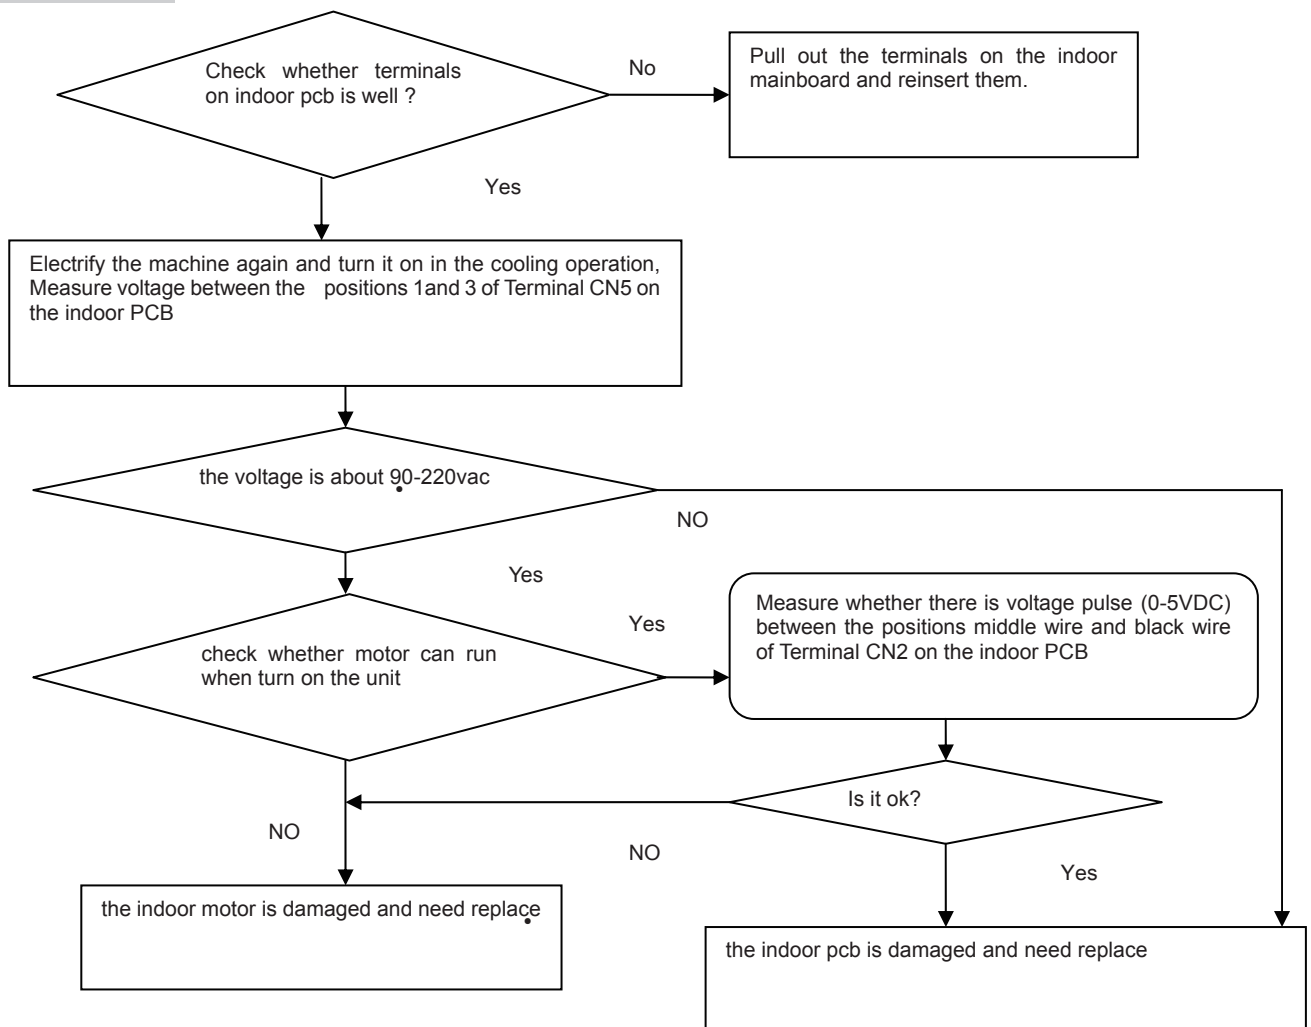 Check whether terminals
on indoor pcb is well ?
No
Pull out the terminals on the indoor
mainboard and reinsert them.
Yes
Electrify the machine again and turn it on in the cooling operation,
Measure voltage between the positions 1and 3 of Terminal CN5 on
the indoor PCB
the voltage is about 90-220vac
NO
Yes
check whether motor can run
when turn on the unit
Yes
Measure whether there is voltage pulse (0-5VDC)
between the positions middle wire and black wire
of Terminal CN2 on the indoor PCB
Is it ok?
NO
NO
Yes
the indoor motor is damaged and need replace
the indoor pcb is damaged and need replace